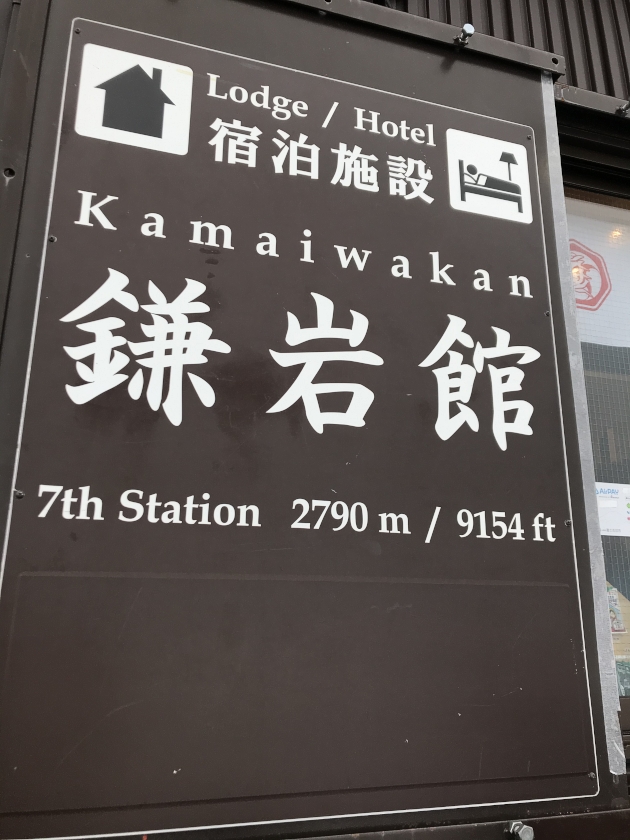 Lodge / Hotel
宿泊施設
Kamaiwakan
鎌岩館
7th Station 2790 m / 9154 ft